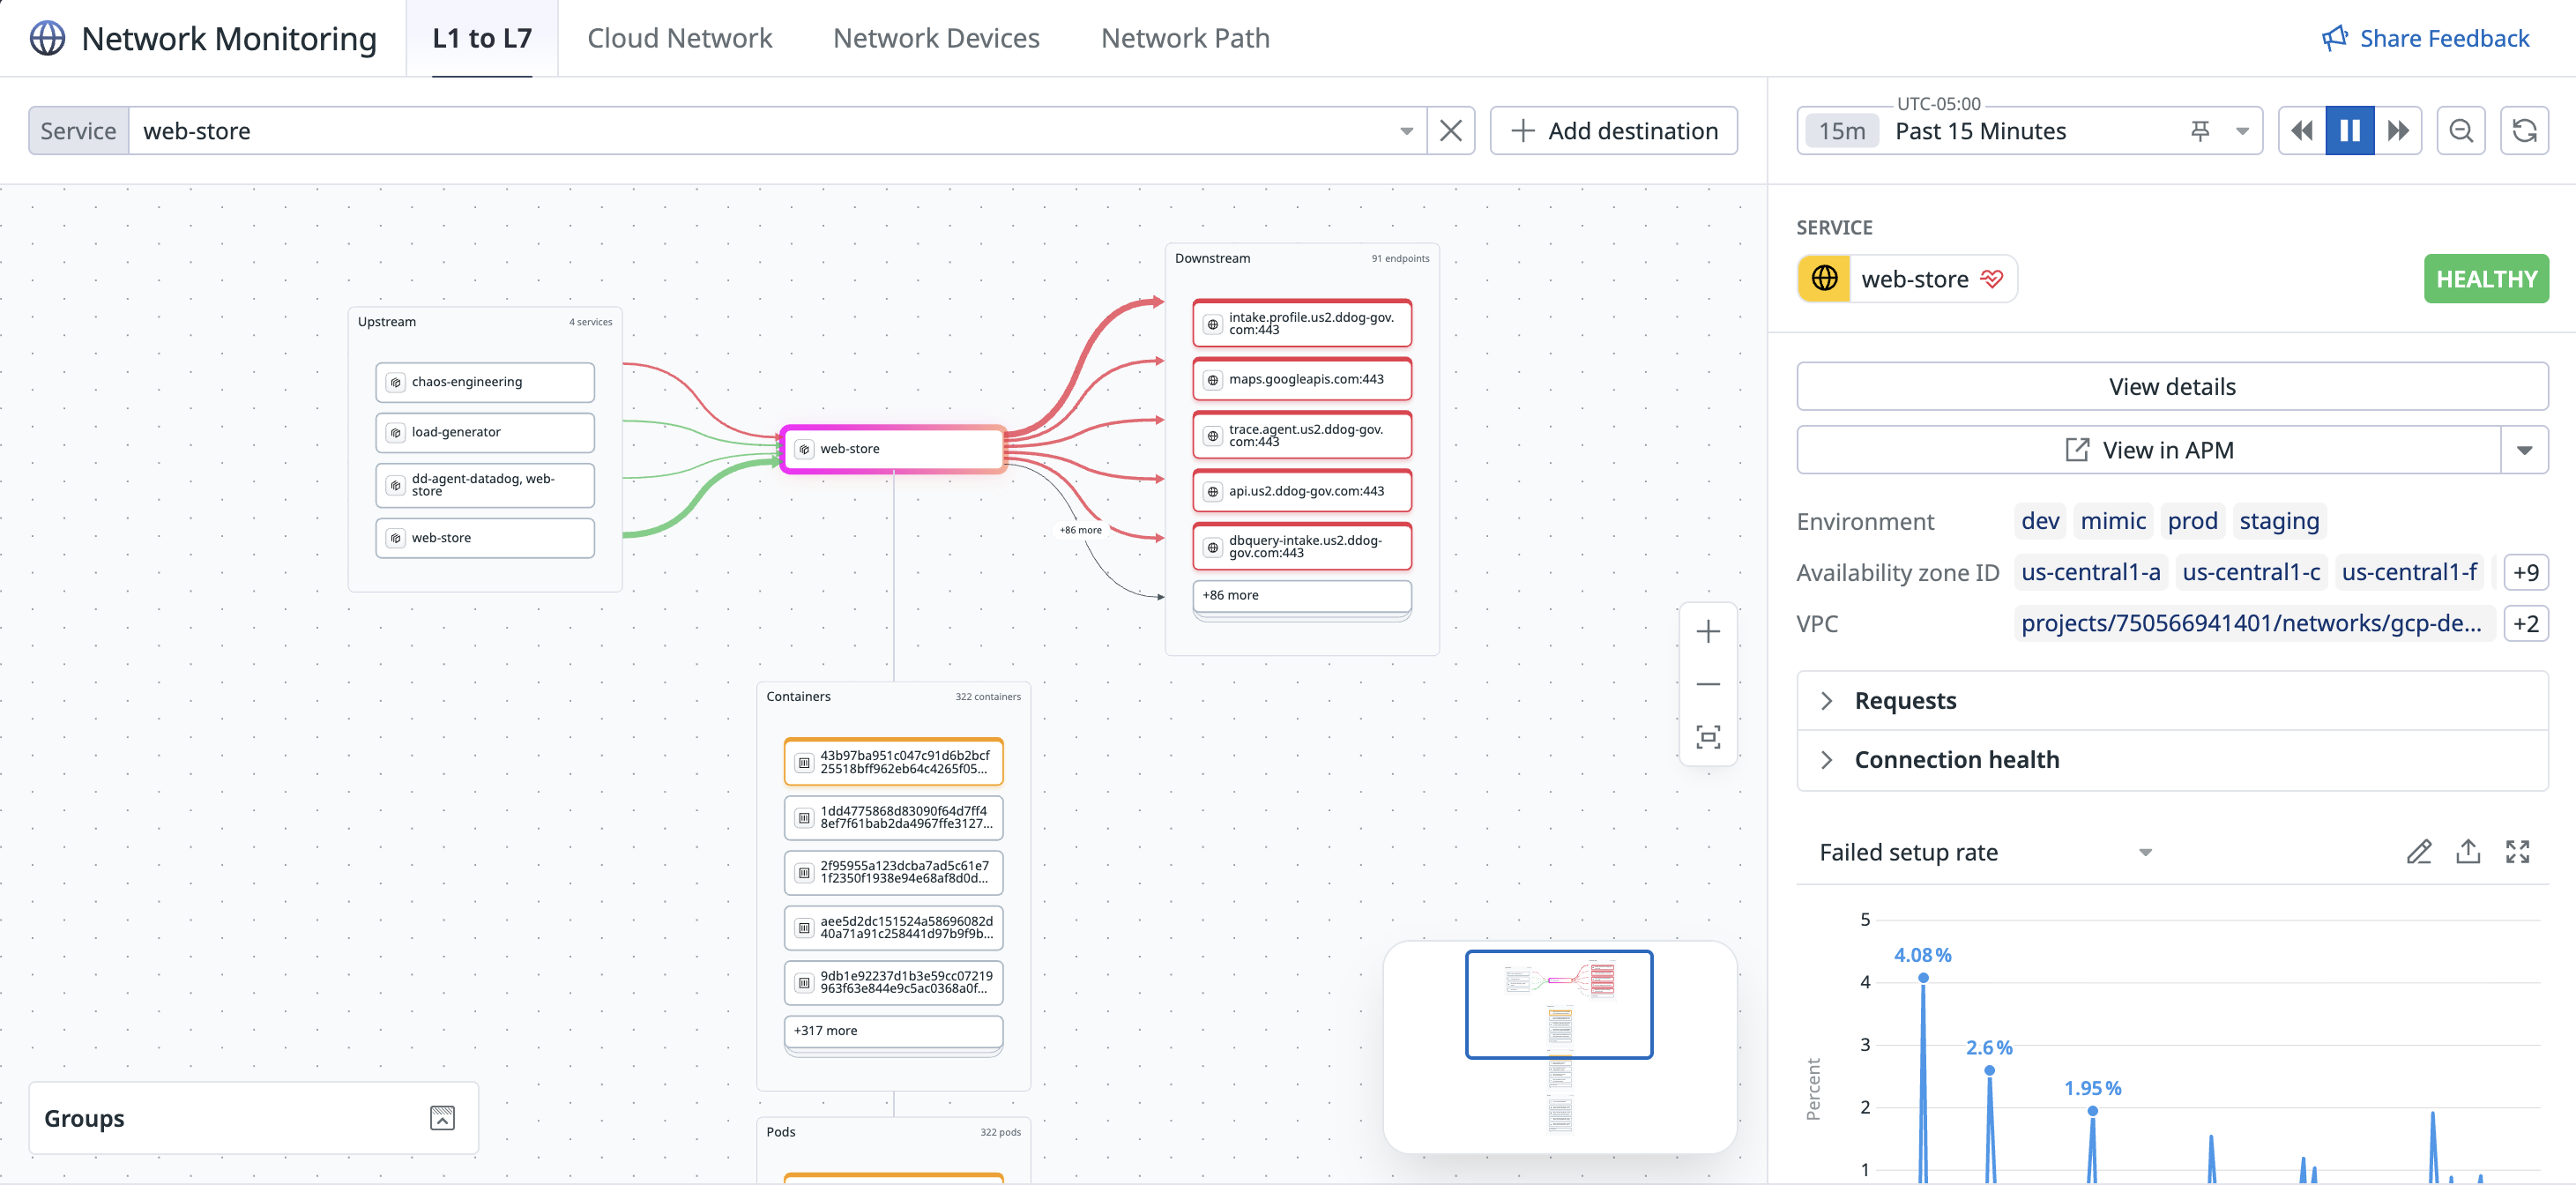 Network Monitoring
L1 to L7
Cloud Network
Network Devices
Network Path
Share Feedback
Service
web-store
Add destination
UTC-05:00
15m
Past 15 Minutes
Upstream
4 services
chaos-engineering
load-generator
dd-agent-datadog, web-
store
web-store
web-store
+86 more
Downstream
91 endpoints
intake.profile.us2.ddog-gov.
com:443
maps.googleapis.com:443
trace.agent.us2.ddog-gov.
com:443
api.us2.ddog-gov.com:443
dbquery-intake.us2.ddog-
gov.com:443
+86 more
Containers
322 containers
43b97ba951c047c91d6b2bcf
25518bff962eb64c4265f05...
1dd4775868d83090f64d7ff4
8ef7f61bab2da4967ffe3127...
2f95955a123dcba7ad5c61e7
1f2350f1938e94e68af8d0d...
aee5d2dc151524a58696082d
40a71a91c258441d97b9f9b...
9db1e92237d1b3e59cc07219
963f63e844e9c5ac0368a0f...
+317 more
Pods
322 pods
Groups
SERVICE
web-store
HEALTHY
View details
View in APM
Environment
dev
mimic
prod
staging
Availability zone ID
us-central1-a
us-central1-c
us-central1-f
+9
VPC
projects/750566941401/networks/gcp-de...
+2
Requests
Connection health
Failed setup rate
Percent
5
4
3
2
1
4.08%
2.6%
1.95%